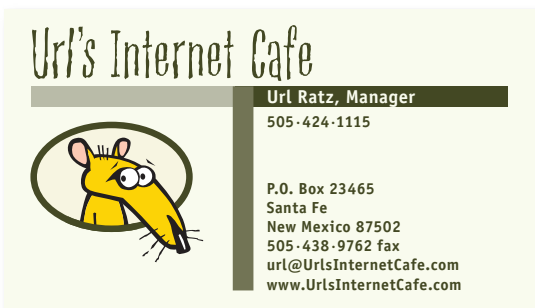 Url's Internet Cafe
Url Ratz, Manager
505·424·1115
P.O. Box 23465
Santa Fe
New Mexico 87502
505·438·9762 fax
url@UrlsInternetCafe.com
www.UrlsInternetCafe.com